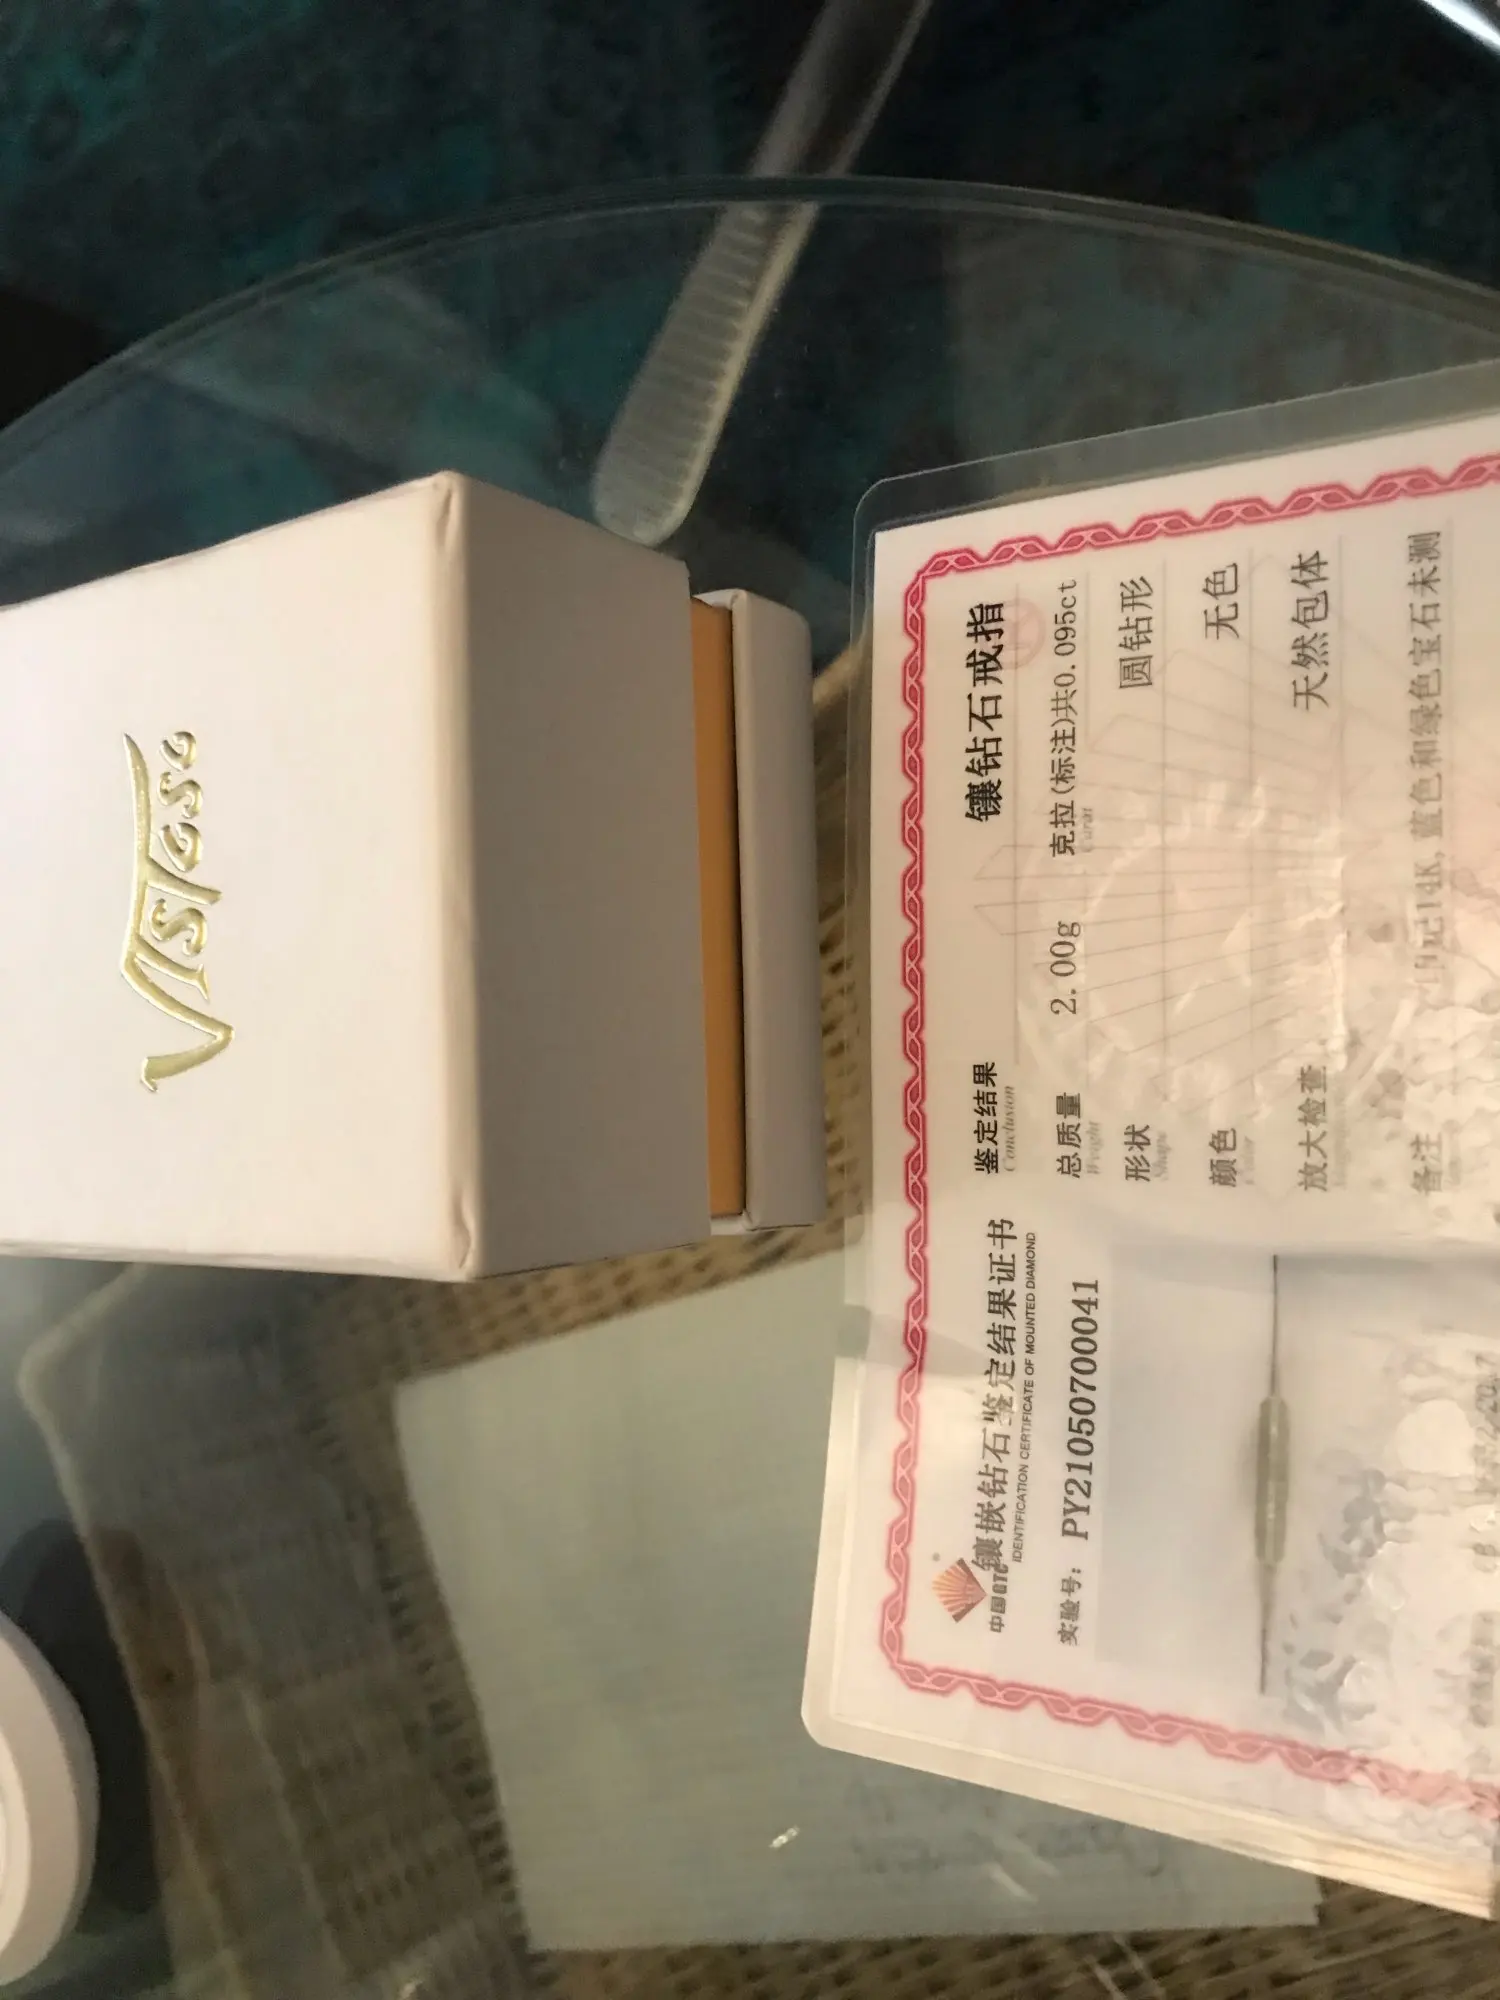 VISTOSO
中国GTC
镶嵌钻石鉴定结果证书
IDENTIFICATION CERTIFICATE OF MOUNTED DIAMOND
实验号: PY21050700041
鉴定结果 镶钻石戒指
Conclusion
总质量 2.00g 克拉(标注)共0.095ct
Weight Carat
形状 圆钻形
Shape
颜色 无色
Color
放大检查 天然包体
备注 印记14K, 蓝色和绿色宝石未测